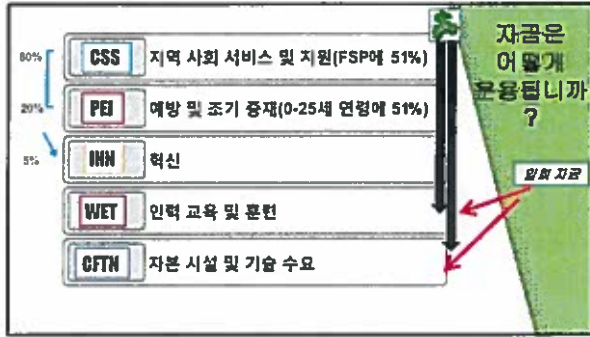 자금은
어떻게
운용됩니까
?
80%
CSS 지역 사회 서비스 및 지원(FSP에 51%)
20%
PEI 예방 및 조기 중재(0-25세 연령에 51%)
5%
INN 혁신
WET 인력 교육 및 훈련
CFTN 자본 시설 및 기술 수요
자금